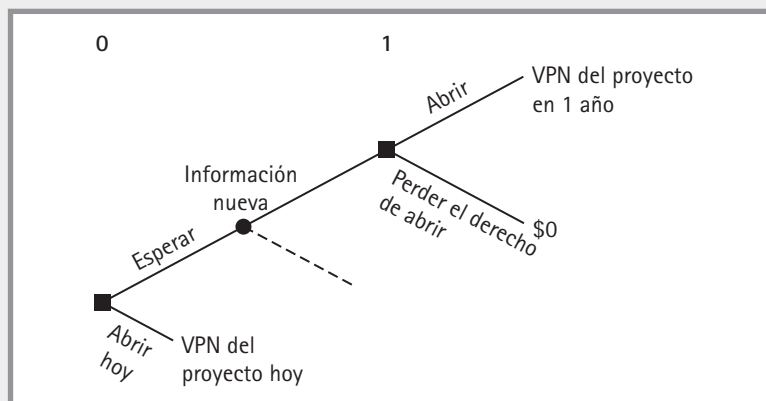 0
1
VPN del proyecto
en 1 año
Abrir
Información
nueva
Perder el derecho
de abrir
$0
Esperar
Abrir
hoy
VPN del
proyecto hoy